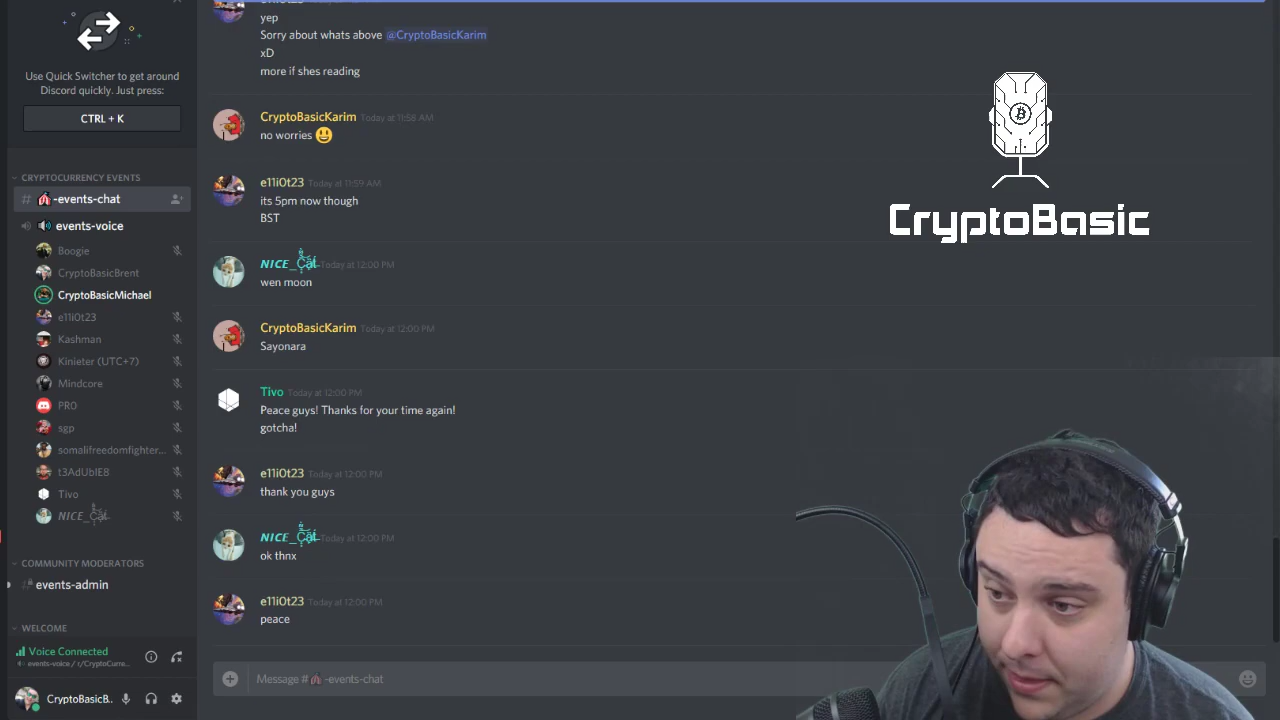 Use Quick Switcher to get around
Discord quickly. Just press:
CTRL + K
CRYPTOCURRENCY EVENTS
-events-chat
events-voice
Boogie
CryptoBasicBrent
CryptoBasicMichael
e11i0t23
Kashman
Kinieter (UTC+7)
Mindcore
PRO
sgp
somalifreedomfighter...
t3AdUblE8
Tivo
NICE_Cat
COMMUNITY MODERATORS
events-admin
WELCOME
Voice Connected
events-voice / r/CryptoCurre...
CryptoBasicB..
yep
Sorry about whats above @CryptoBasicKarim
xD
more if shes reading
CryptoBasicKarim Today at 11:58 AM
no worries 😃
e11i0t23 Today at 11:59 AM
its 5pm now though
BST
NICE_Cat Today at 12:00 PM
wen moon
CryptoBasicKarim Today at 12:00 PM
Sayonara
Tivo Today at 12:00 PM
Peace guys! Thanks for your time again!
gotcha!
e11i0t23 Today at 12:00 PM
thank you guys
NICE_Cat Today at 12:00 PM
ok thnx
e11i0t23 Today at 12:00 PM
peace
Message # -events-chat
CryptoBasic